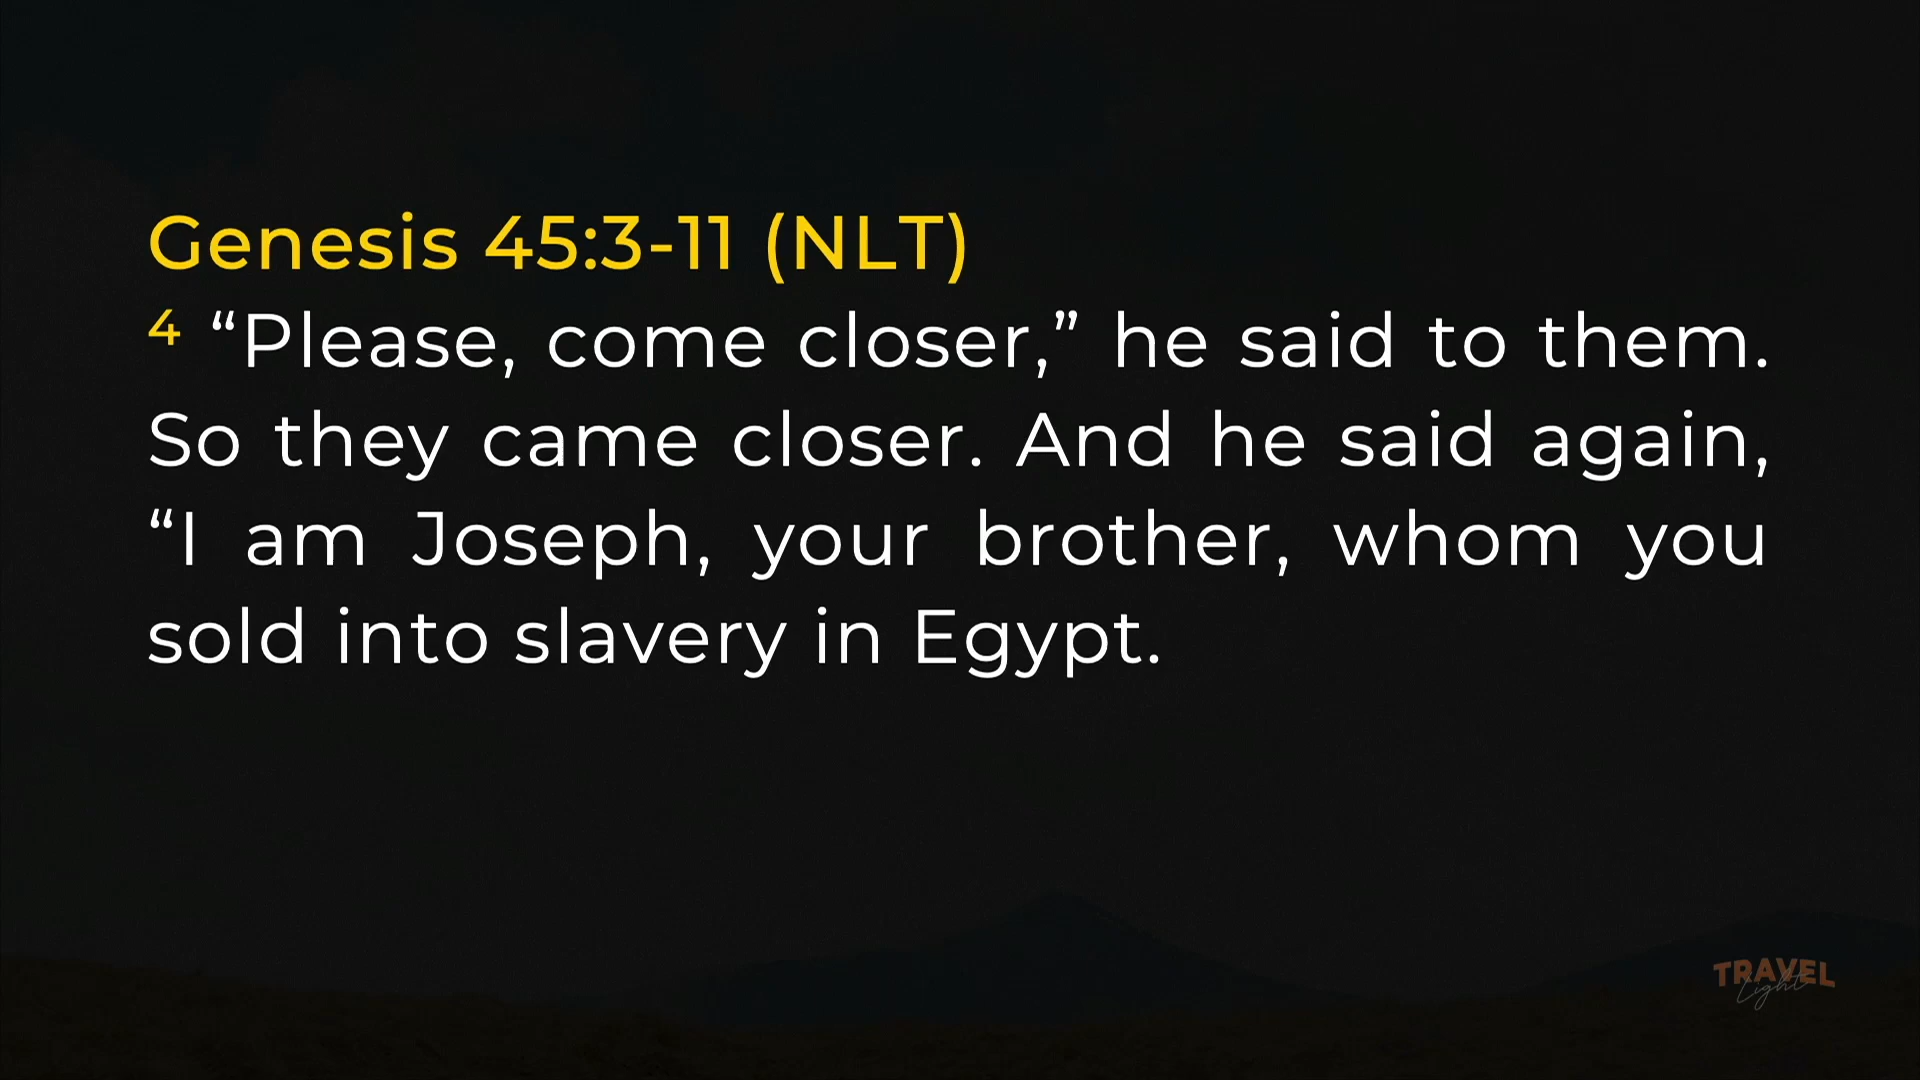 Genesis 45:3-11 (NLT)
4 “Please, come closer,” he said to them.
So they came closer. And he said again,
“I am Joseph, your brother, whom you
sold into slavery in Egypt.
TRAVEL
Light